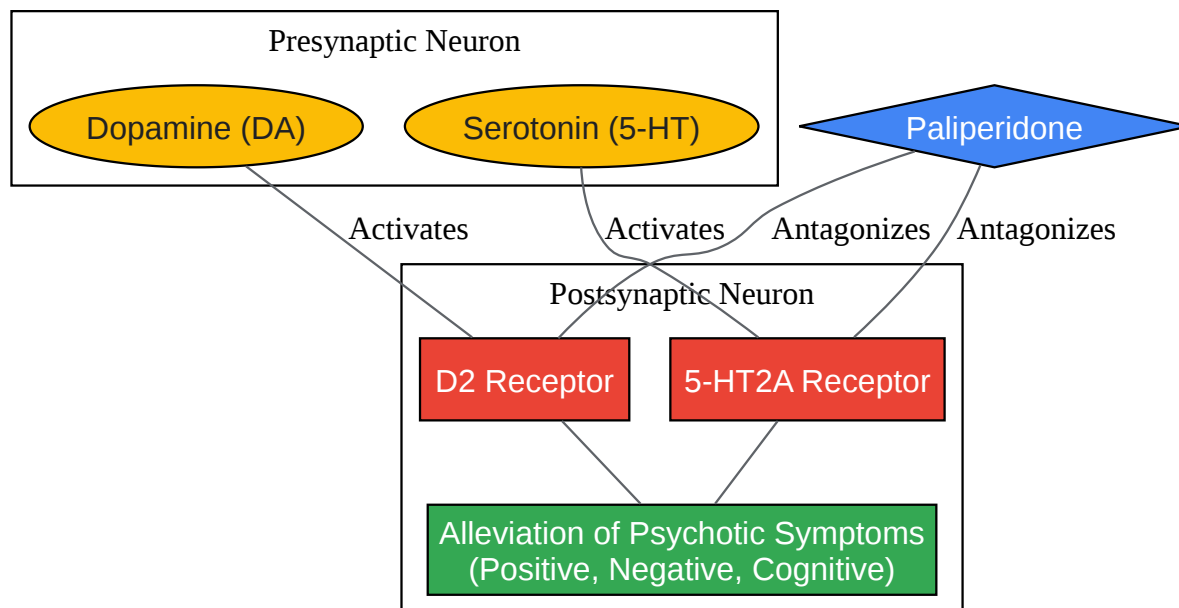 Presynaptic Neuron
Dopamine (DA)
Serotonin (5-HT)
Paliperidone
Activates
Activates
Antagonizes
Antagonizes
Postsynaptic Neuron
D2 Receptor
5-HT2A Receptor
Alleviation of Psychotic Symptoms
(Positive, Negative, Cognitive)